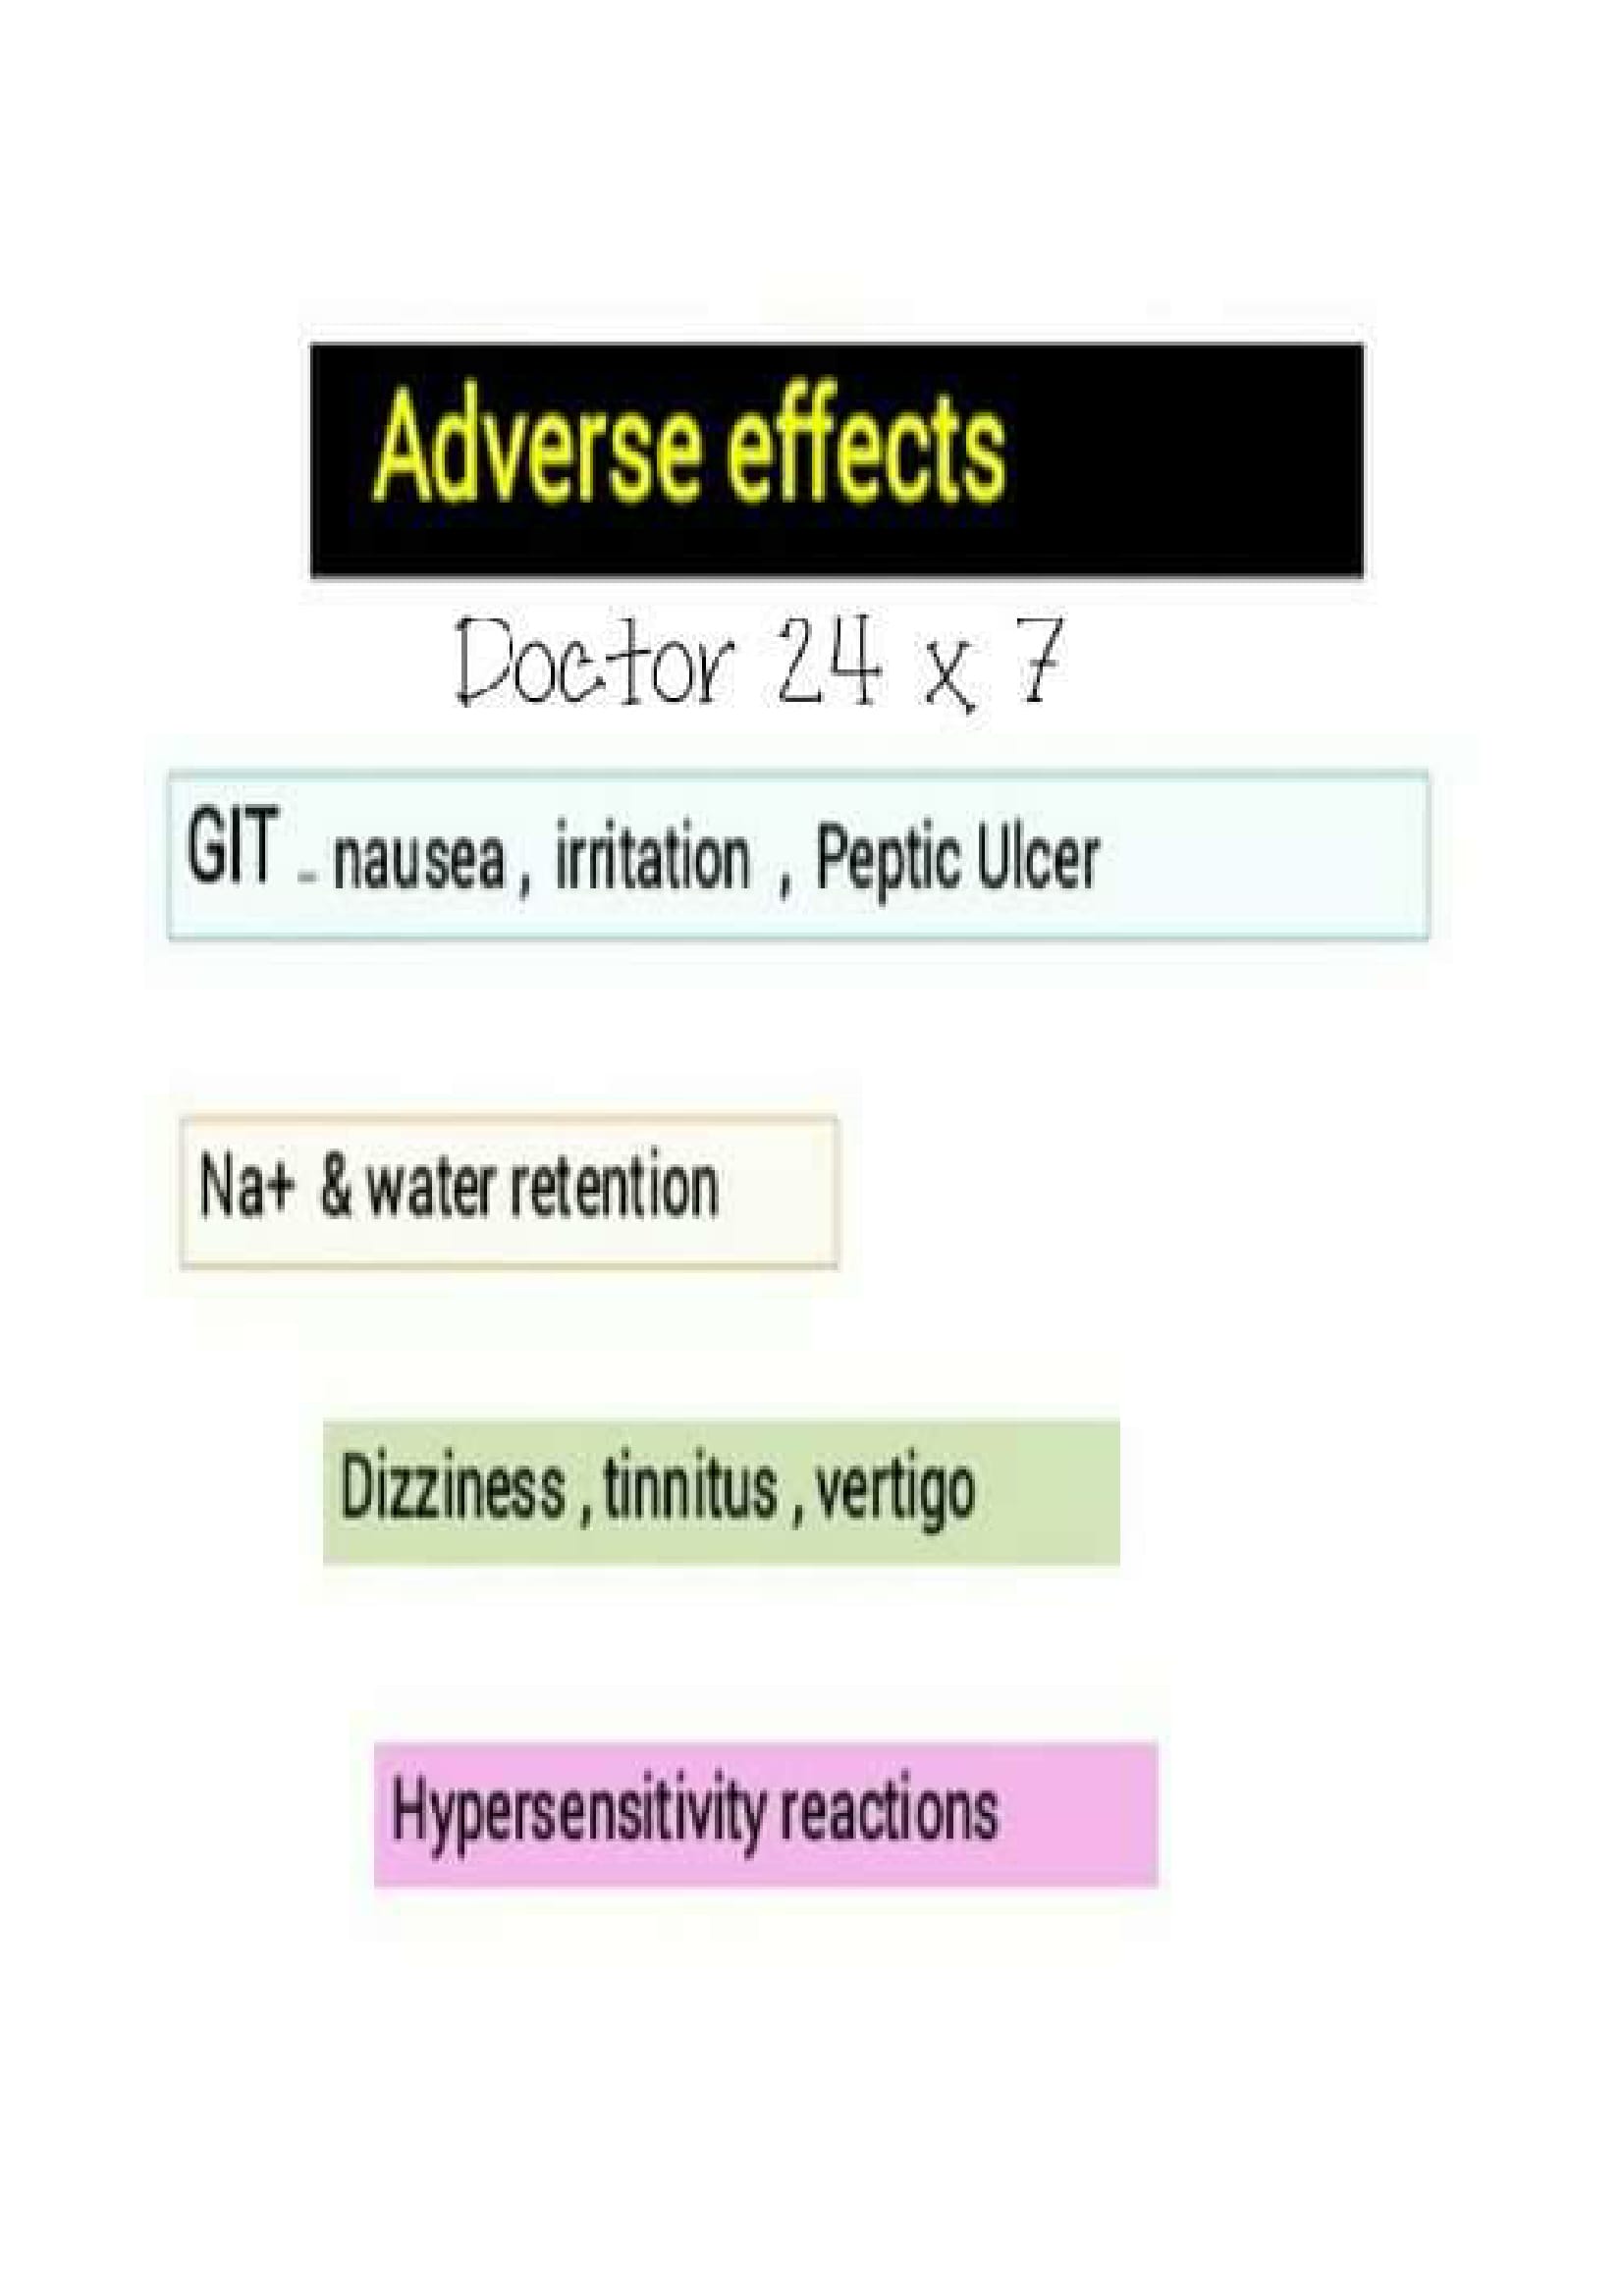 Adverse effects
Doctor 24 x 7
GIT - nausea , irritation , Peptic Ulcer
Na+ & water retention
Dizziness , tinnitus , vertigo
Hypersensitivity reactions